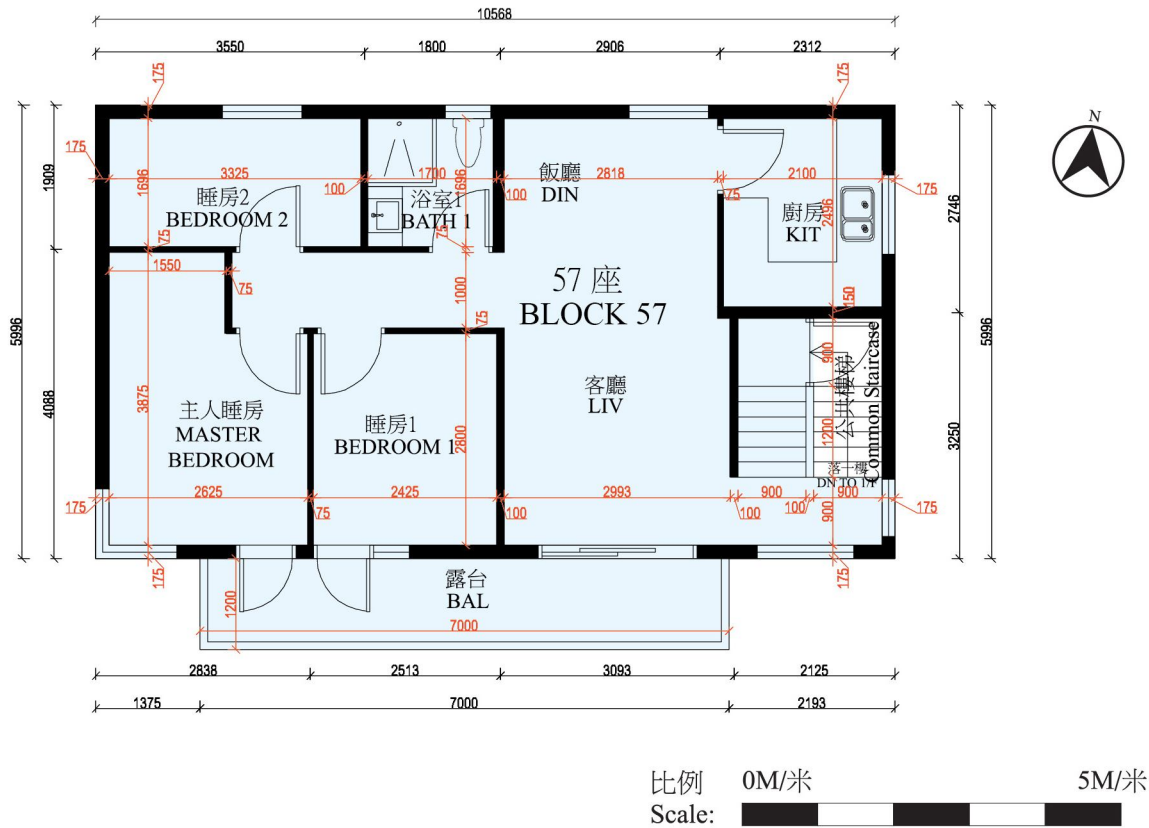 10568
3550
1800
2906
2312
175
175
N
175
1909
1696
3325
100
1700
1696
100
2818
75
2100
175
2746
睡房2
BEDROOM 2
浴室1
BATH 1
飯廳
DIN
廚房
KIT
2496
75
75
1550
75
1000
75
150
57 座
BLOCK 57
5996
5996
4088
3875
主人睡房
MASTER
BEDROOM
睡房1
BEDROOM 1
2800
客廳
LIV
900
1200
公共樓梯
Common Staircase
3250
落一樓
DN TO 1/F
175
2625
75
2425
100
2993
100
900
100
900
900
175
175
175
1200
露台
BAL
7000
2838
2513
3093
2125
1375
7000
2193
比例
Scale:
0M/米
5M/米